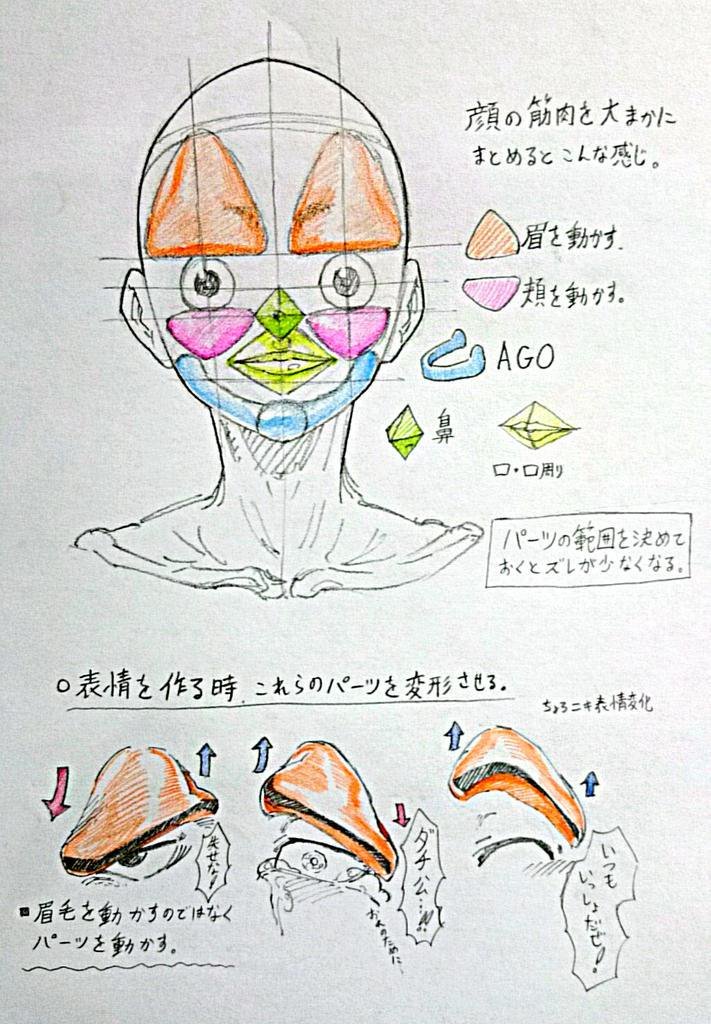 顔の筋肉を大まかに
まとめるとこんな感じ。
眉を動かす.
頬を動かす。
AGO
鼻
口・口周り
パーツの範囲を決めて
おくとズレが少なくなる。
○表情を作る時、これらのパーツを変形させる。
ちょろニキ表情変化
失せな!
ダチ公…!!
おれのために…
いつも
いっしょだぜ!
眉毛を動かすのではなく
パーツを動かす。